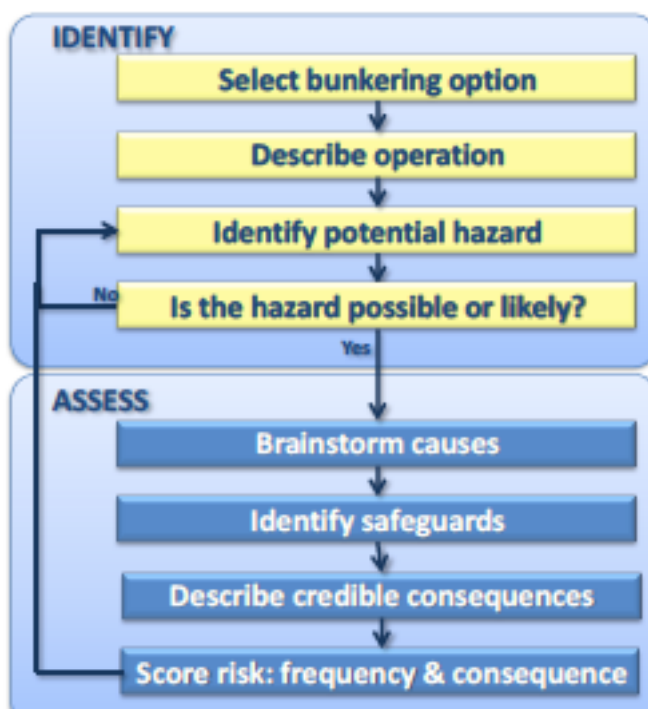 IDENTIFY
Select bunkering option
Describe operation
Identify potential hazard
No
Is the hazard possible or likely?
Yes
ASSESS
Brainstorm causes
Identify safeguards
Describe credible consequences
Score risk: frequency & consequence